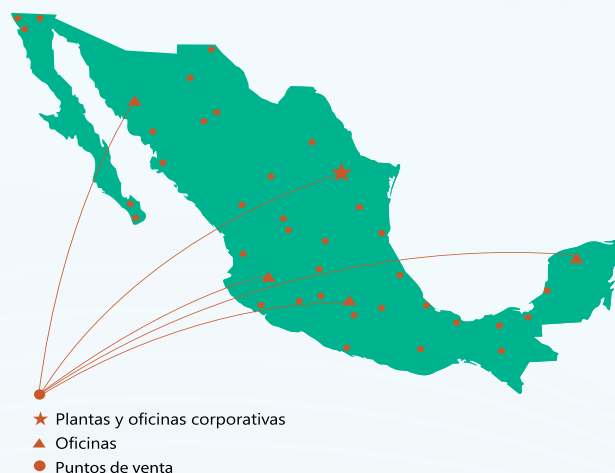 Plantas y oficinas corporativas
Oficinas
Puntos de venta